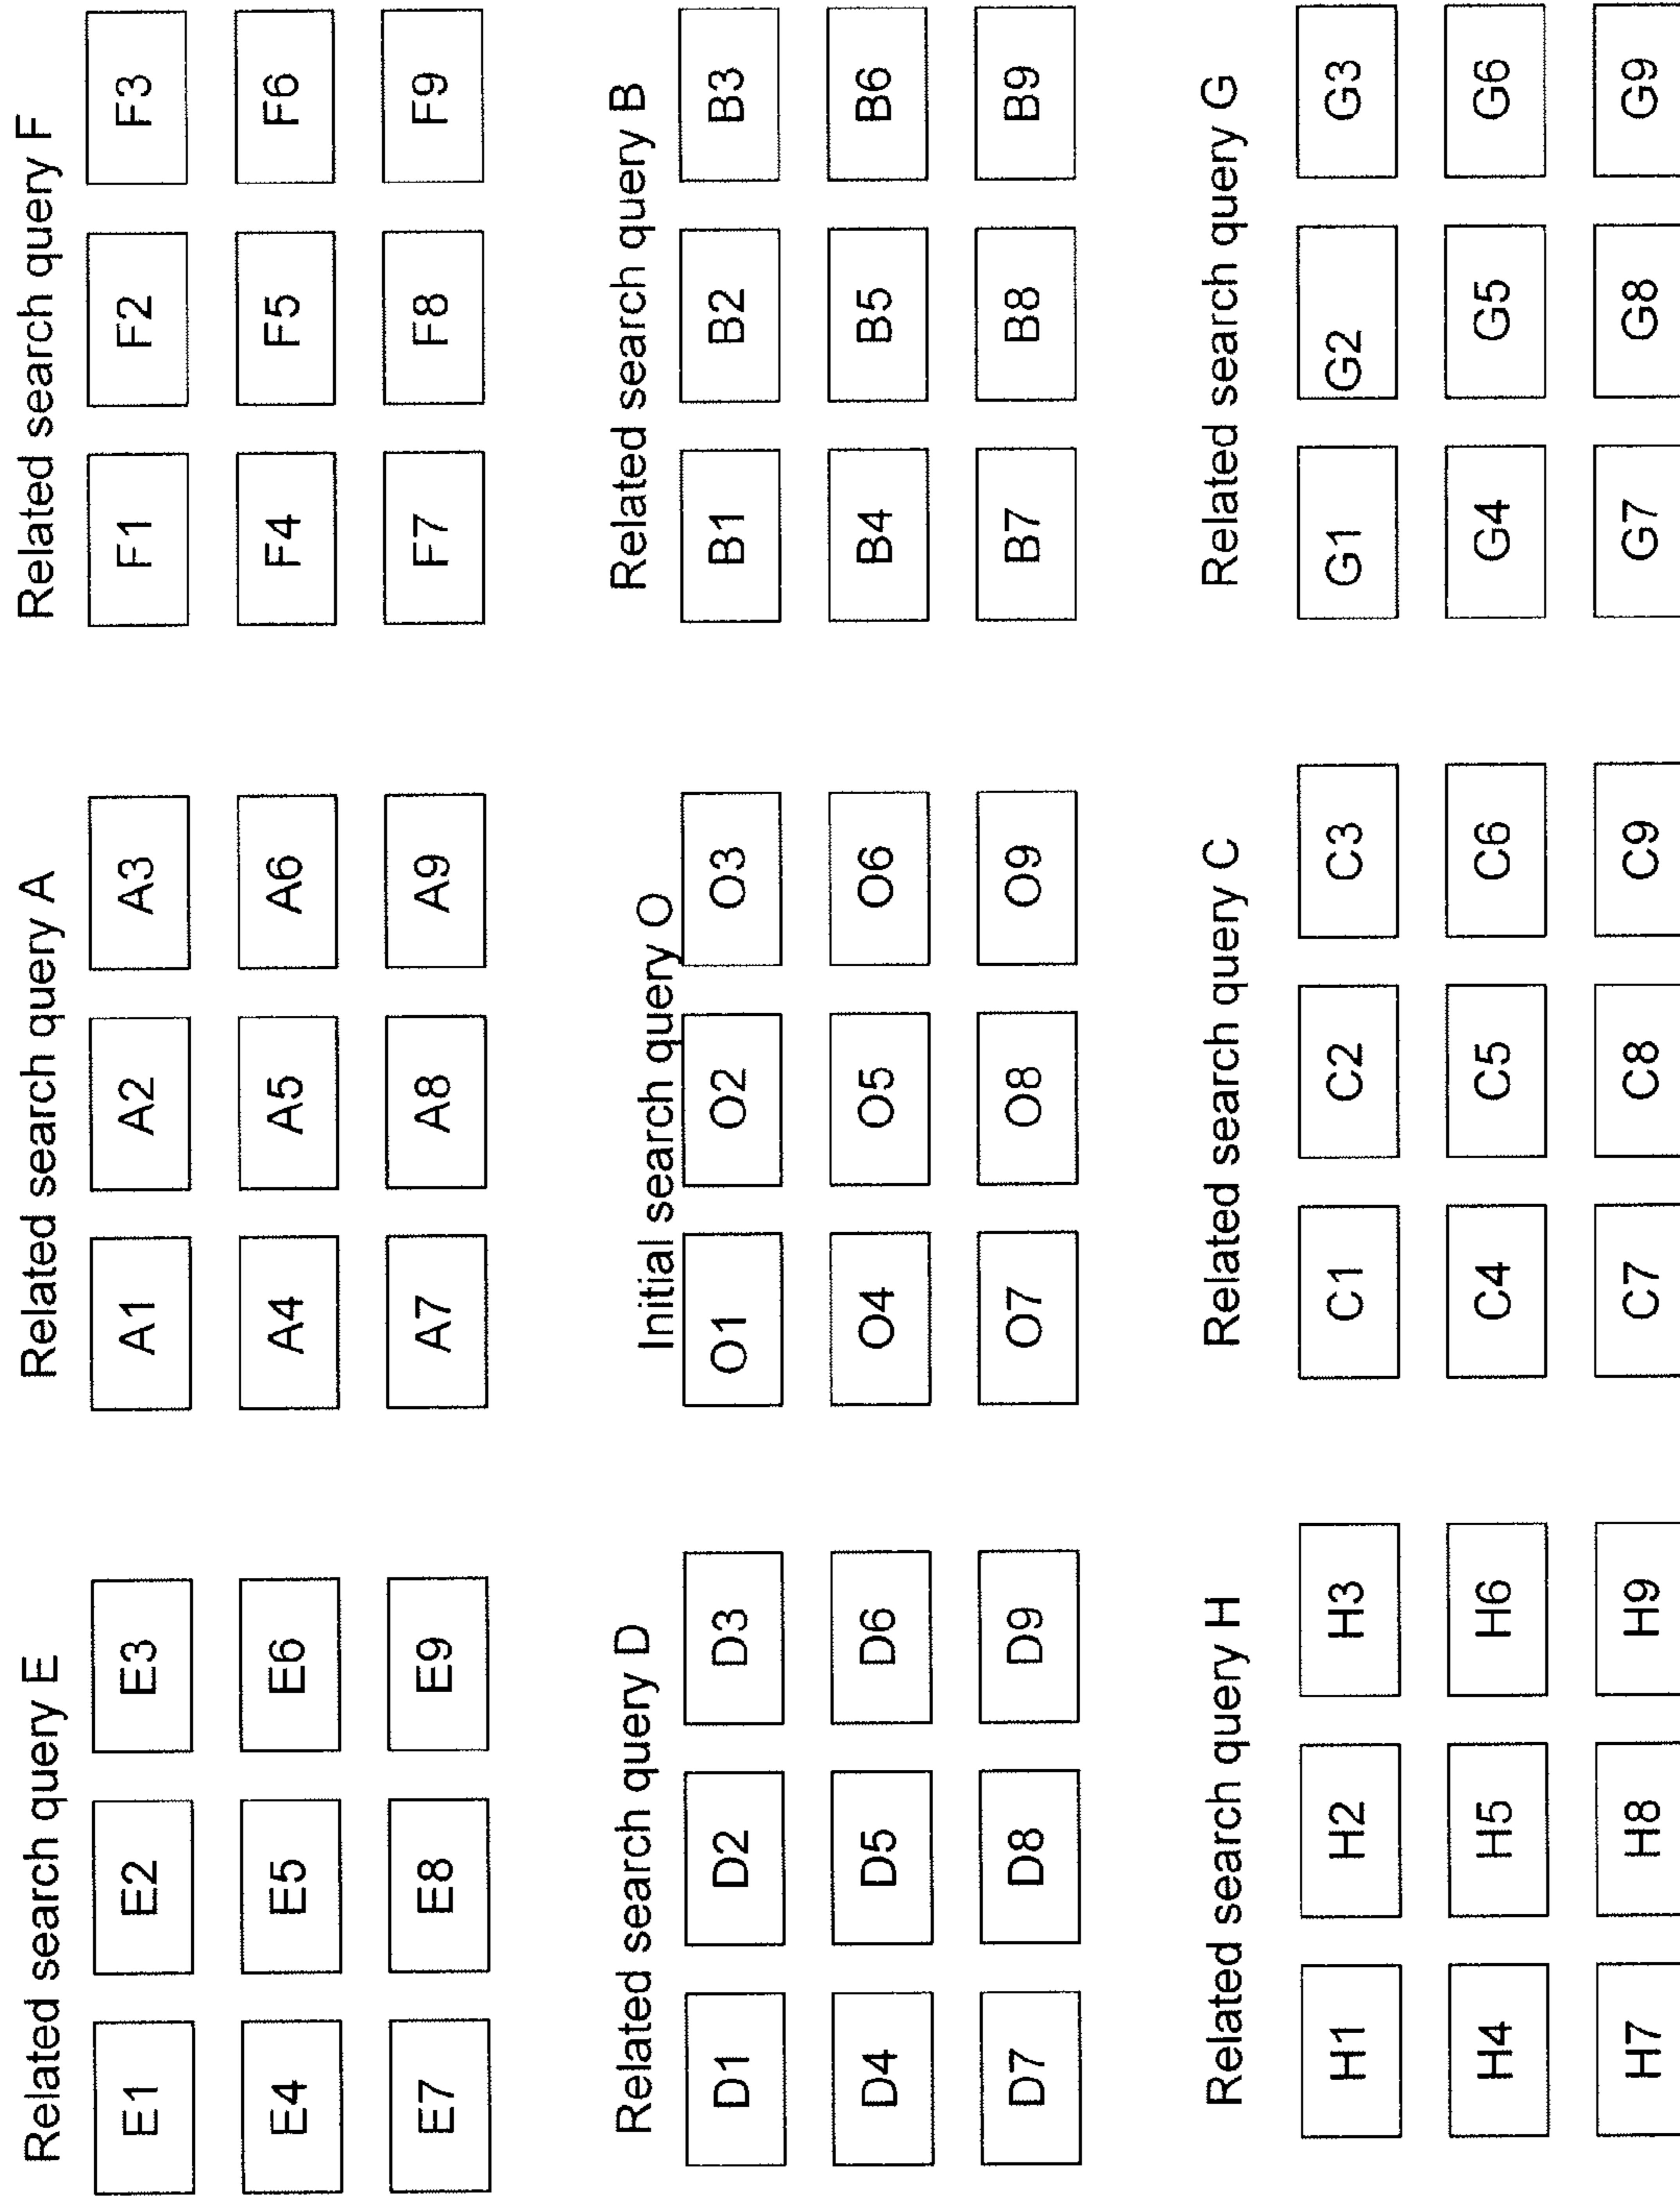 Related search query E
E1 E2 E3
E4 E5 E6
E7 E8 E9
Related search query A
A1 A2 A3
A4 A5 A6
A7 A8 A9
Related search query F
F1 F2 F3
F4 F5 F6
F7 F8 F9
Related search query D
D1 D2 D3
D4 D5 D6
D7 D8 D9
Initial search query O
O1 O2 O3
O4 O5 O6
O7 O8 O9
Related search query B
B1 B2 B3
B4 B5 B6
B7 B8 B9
Related search query H
H1 H2 H3
H4 H5 H6
H7 H8 H9
Related search query C
C1 C2 C3
C4 C5 C6
C7 C8 C9
Related search query G
G1 G2 G3
G4 G5 G6
G7 G8 G9